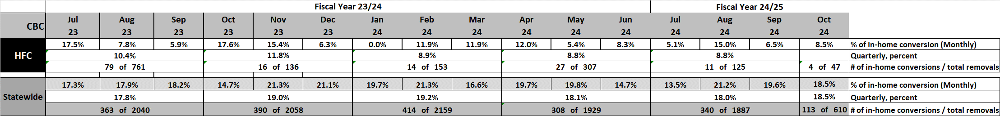 Fiscal Year 23/24 Fiscal Year 24/25
CBC Jul Aug Sep Oct Nov Dec Jan Feb Mar Apr May Jun Jul Aug Sep Oct
23 23 23 23 23 23 24 24 24 24 24 24 24 24 24 24
HFC 17.5% 7.8% 5.9% 17.6% 15.4% 6.3% 0.0% 11.9% 11.9% 12.0% 5.4% 8.3% 5.1% 15.0% 6.5% 8.5% % of in-home conversion (Monthly)
10.4% 11.8% 8.9% 8.8% 8.8% Quarterly, percent
79 of 761 16 of 136 14 of 153 27 of 307 11 of 125 4 of 47 # of in-home conversions / total removals
Statewide 17.3% 17.9% 18.2% 14.7% 21.3% 21.1% 19.7% 21.3% 16.6% 19.7% 19.8% 14.7% 13.5% 21.2% 19.6% 18.5% % of in-home conversion (Monthly)
17.8% 19.0% 19.2% 18.1% 18.0% 18.5% Quarterly, percent
363 of 2040 390 of 2058 414 of 2159 308 of 1929 340 of 1887 113 of 610 # of in-home conversions / total removals